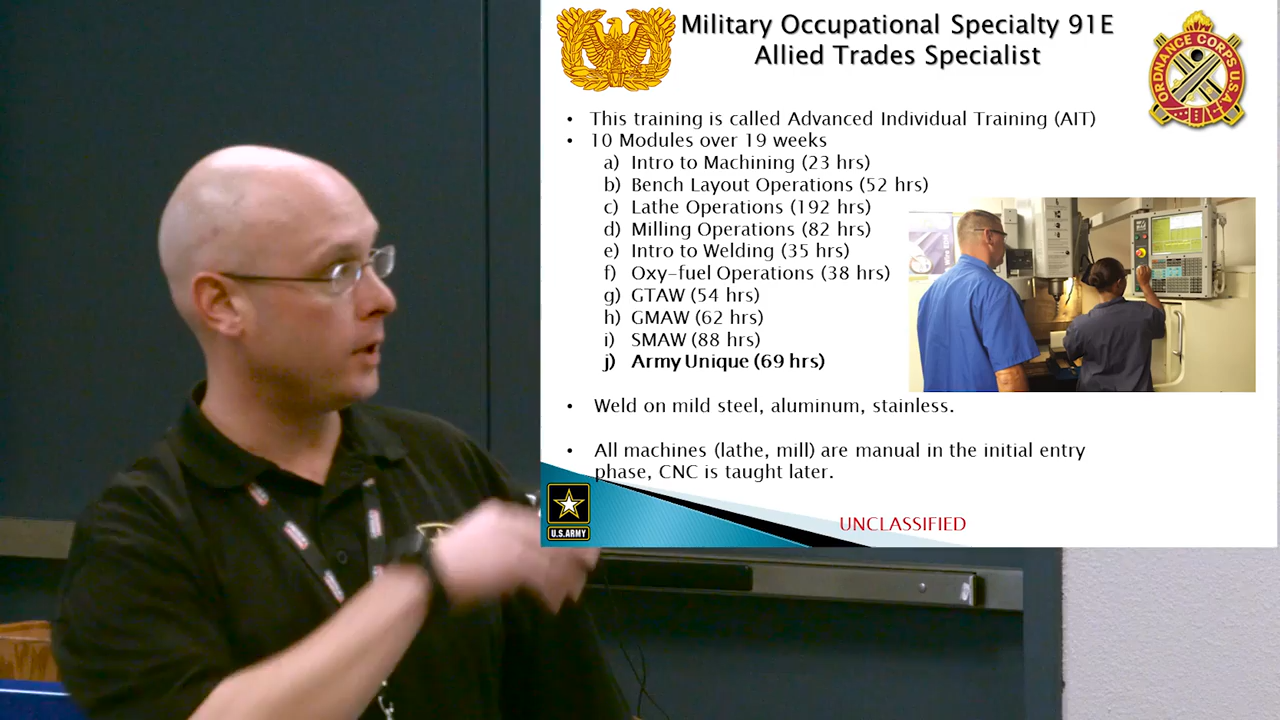 Military Occupational Specialty 91E
Allied Trades Specialist
ORDNANCE CORPS U.S.A.
• This training is called Advanced Individual Training (AIT)
• 10 Modules over 19 weeks
a) Intro to Machining (23 hrs)
b) Bench Layout Operations (52 hrs)
c) Lathe Operations (192 hrs)
d) Milling Operations (82 hrs)
e) Intro to Welding (35 hrs)
f) Oxy-fuel Operations (38 hrs)
g) GTAW (54 hrs)
h) GMAW (62 hrs)
i) SMAW (88 hrs)
j) Army Unique (69 hrs)
• Weld on mild steel, aluminum, stainless.
• All machines (lathe, mill) are manual in the initial entry
phase, CNC is taught later.
U.S.ARMY
UNCLASSIFIED